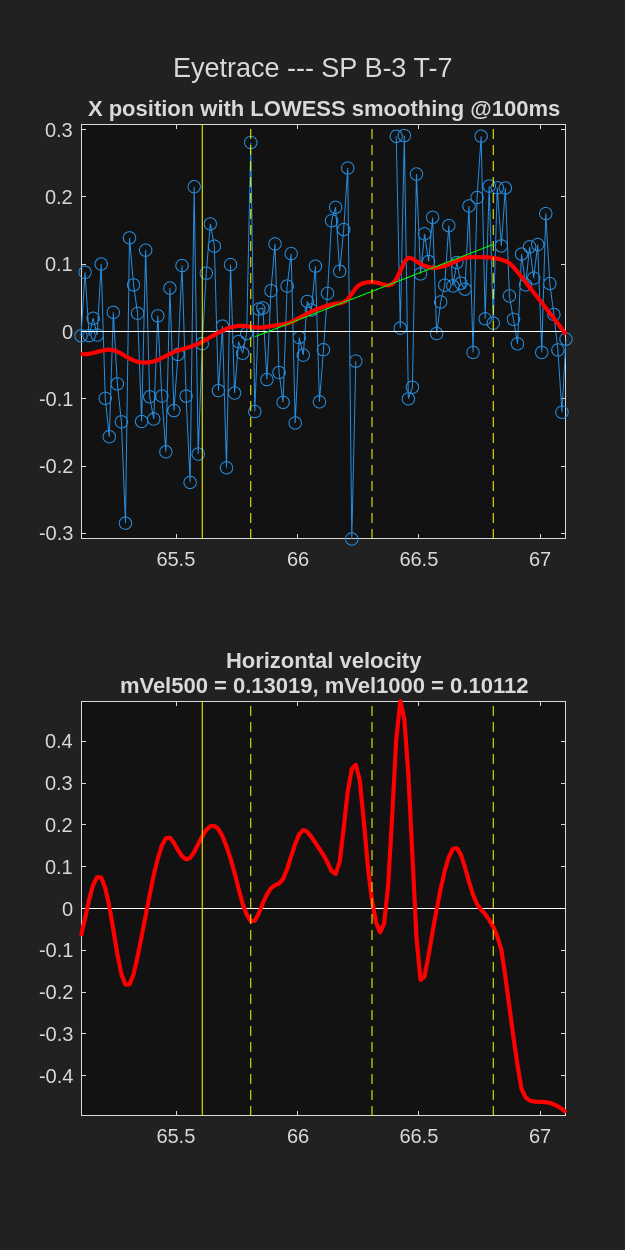 Eyetrace --- SP B-3 T-7
X position with LOWESS smoothing @100ms
0.3
0.2
0.1
0
-0.1
-0.2
-0.3
65.5 66 66.5 67
Horizontal velocity
mVel500 = 0.13019, mVel1000 = 0.10112
0.4
0.3
0.2
0.1
0
-0.1
-0.2
-0.3
-0.4
65.5 66 66.5 67